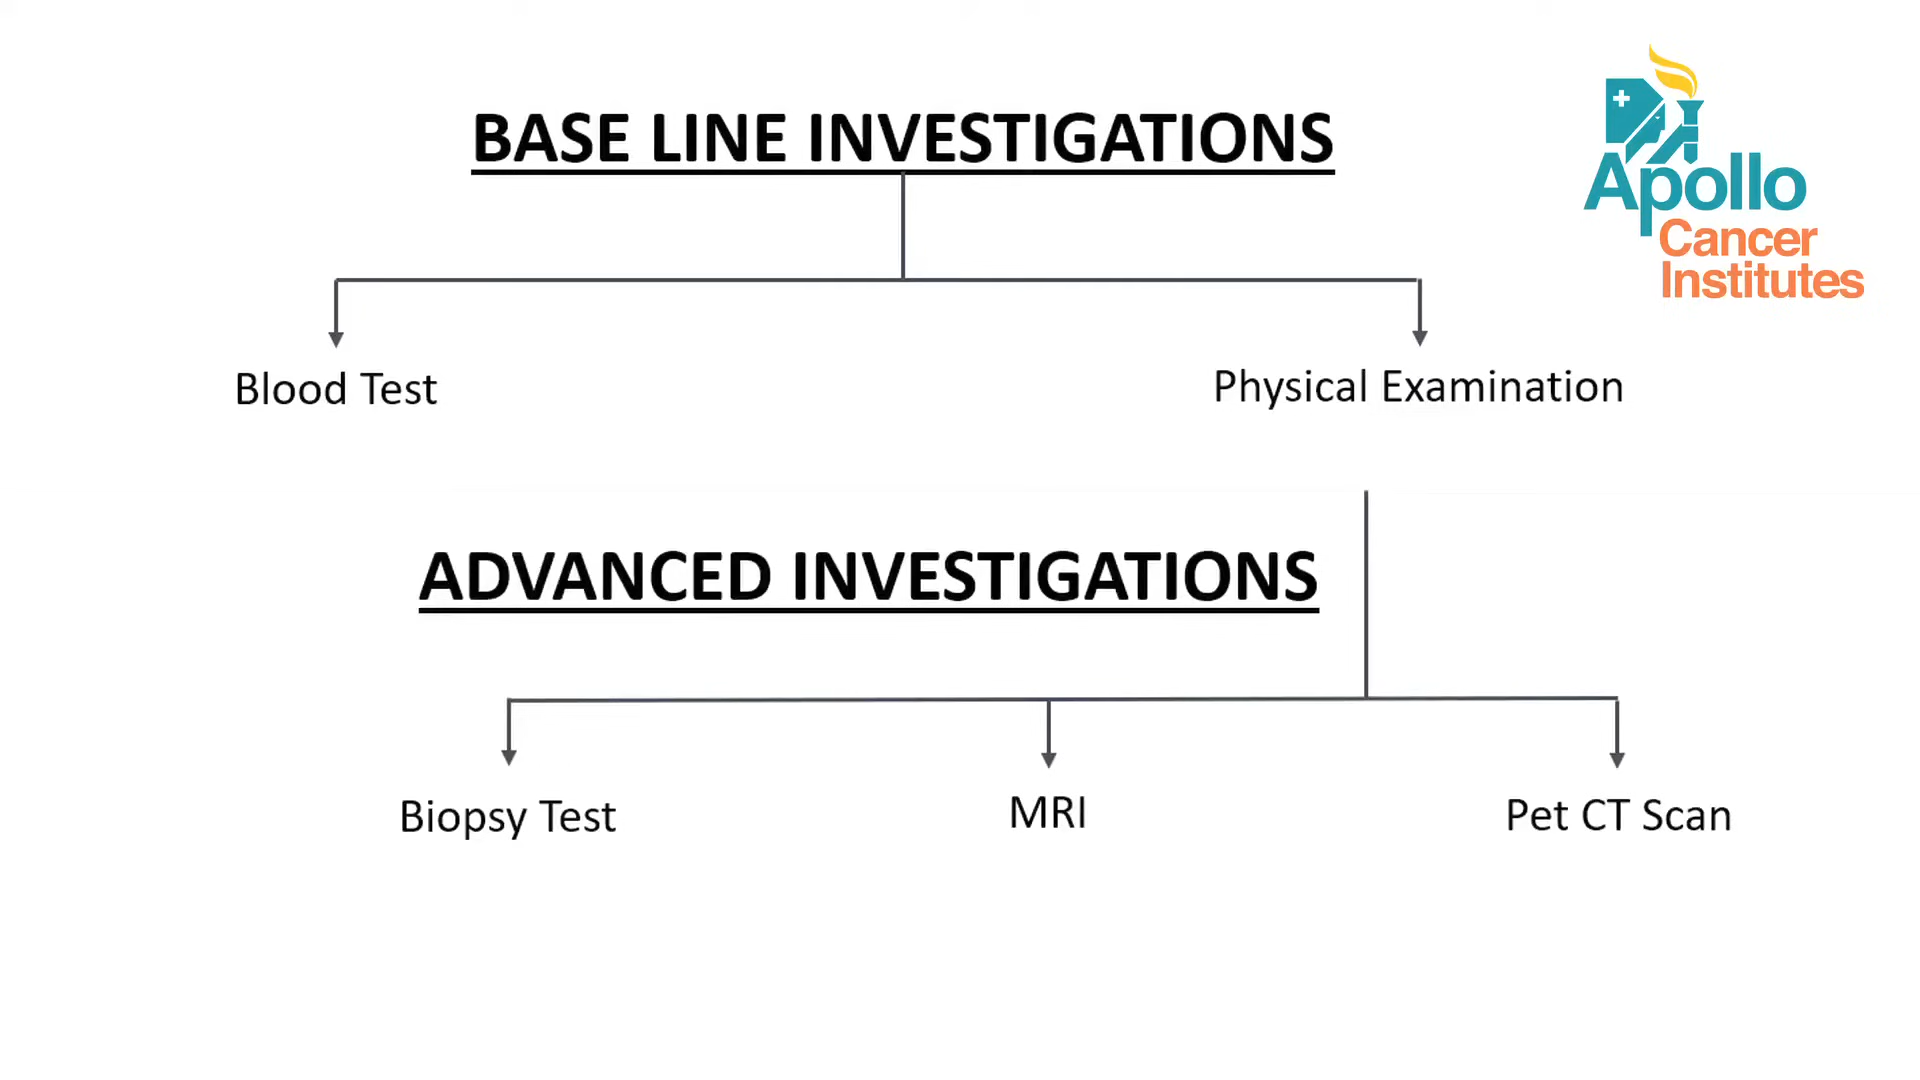 BASE LINE INVESTIGATIONS
Apollo
Cancer
Institutes
Blood Test
Physical Examination
ADVANCED INVESTIGATIONS
Biopsy Test
MRI
Pet CT Scan